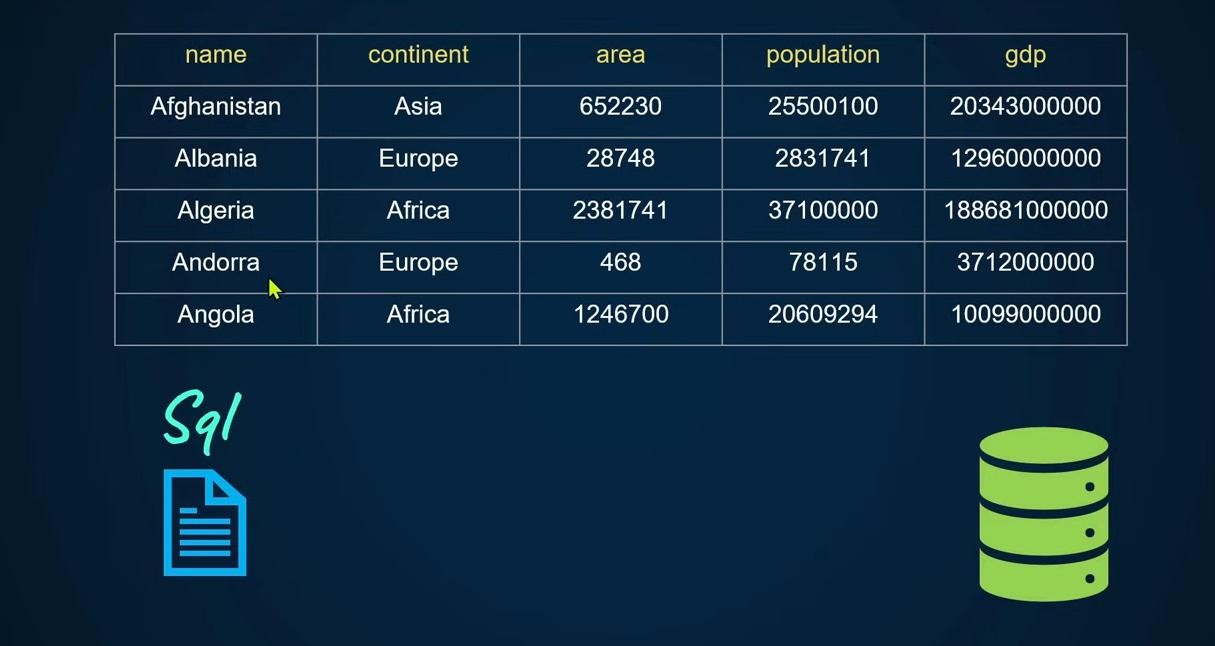 name continent area population gdp
Afghanistan Asia 652230 25500100 20343000000
Albania Europe 28748 2831741 12960000000
Algeria Africa 2381741 37100000 188681000000
Andorra Europe 468 78115 3712000000
Angola Africa 1246700 20609294 10099000000
Sql